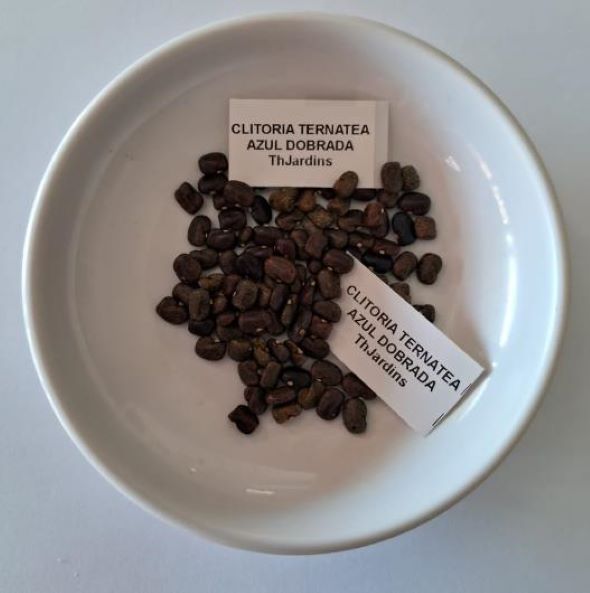 CLITORIA TERNATEA
AZUL DOBRADA
ThJardins
CLITORIA TERNATEA
AZUL DOBRADA
ThJardins